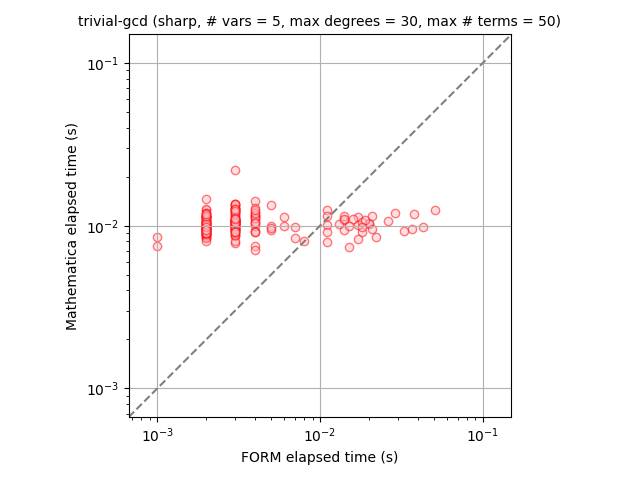 trivial-gcd (sharp, # vars = 5, max degrees = 30, max # terms = 50)
Mathematica elapsed time (s)
10⁻¹
10⁻²
10⁻³
10⁻³ 10⁻² 10⁻¹
FORM elapsed time (s)